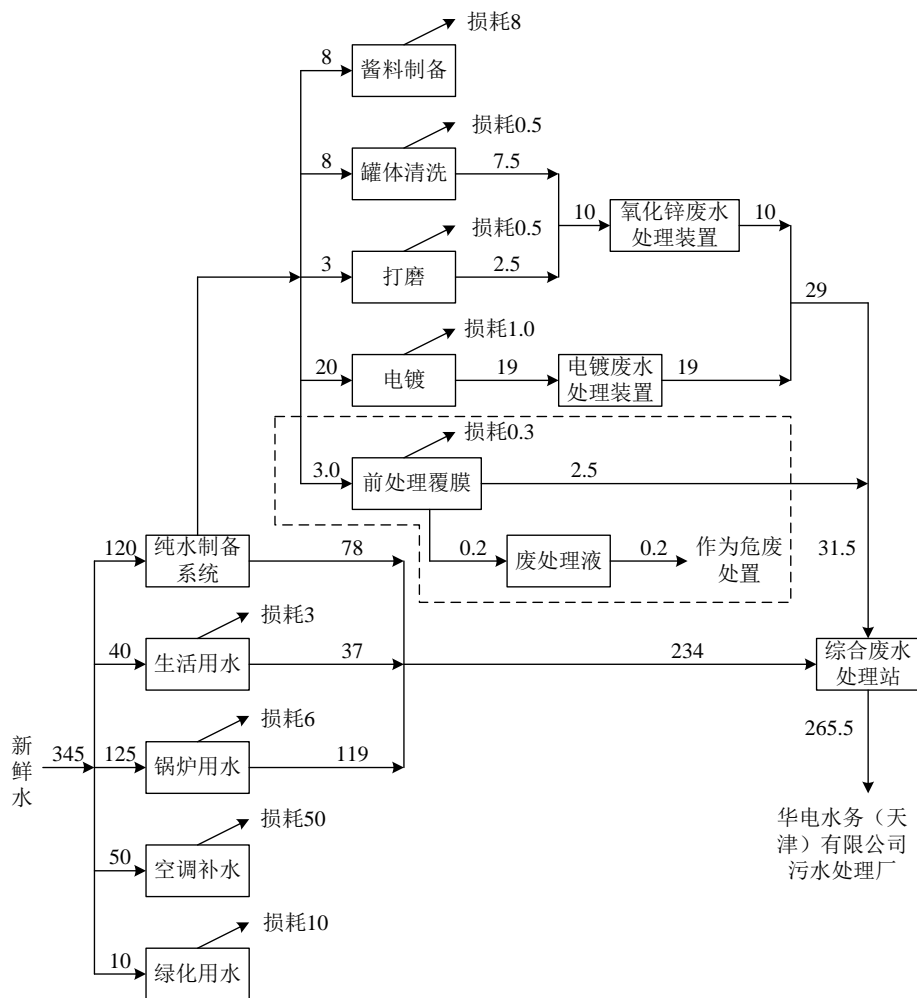 损耗8
8
酱料制备
损耗0.5
8
罐体清洗
7.5
损耗0.5
3
打磨
2.5
10
氧化锌废水
处理装置
10
29
损耗1.0
20
电镀
19
电镀废水
处理装置
19
损耗0.3
3.0
前处理覆膜
2.5
0.2
废处理液
0.2
作为危废
处置
31.5
120
纯水制备
系统
78
损耗3
40
生活用水
37
234
综合废水
处理站
损耗6
新
鲜
水
345
125
锅炉用水
119
265.5
损耗50
50
空调补水
华电水务（天
津）有限公司
污水处理厂
损耗10
10
绿化用水